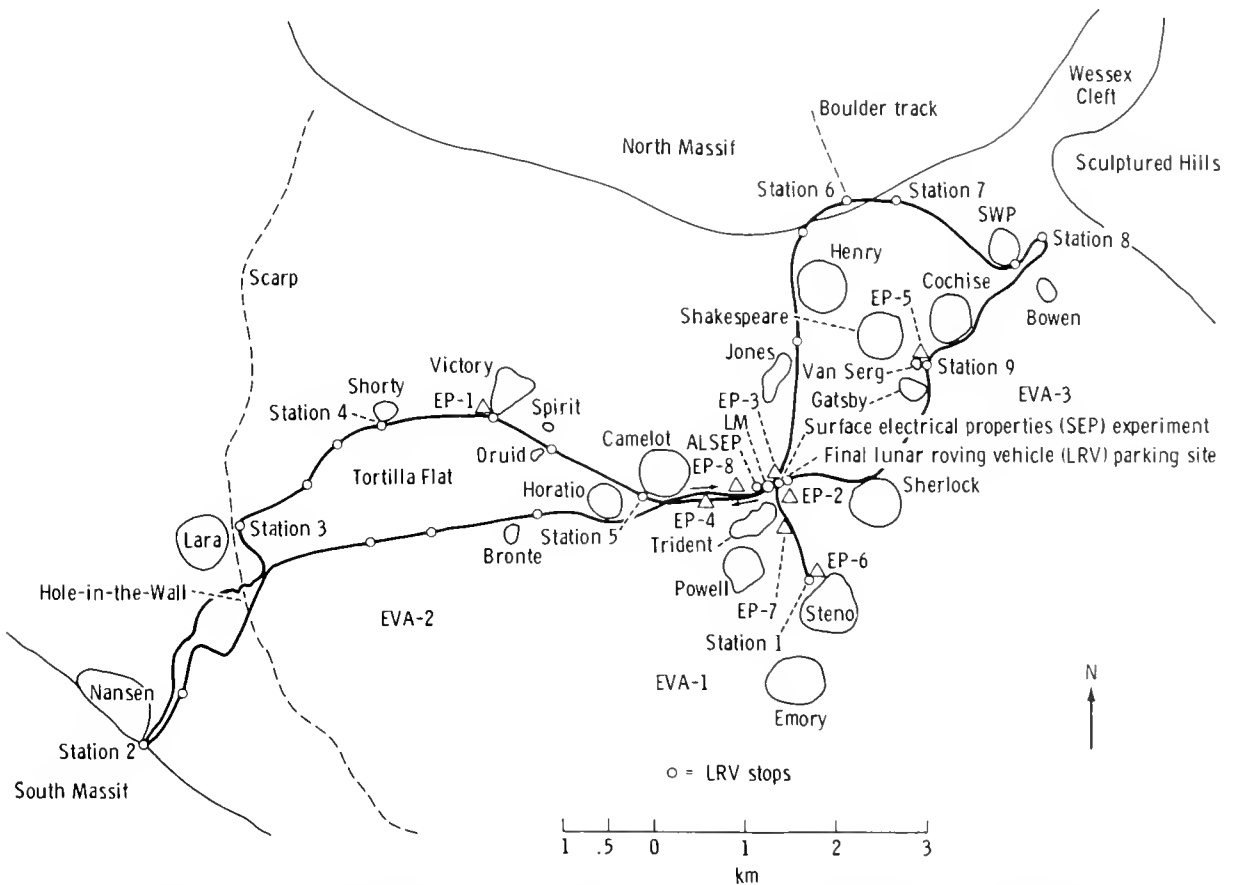 Wessex
Cleft
Boulder track
North Massif
Sculptured Hills
Station 6
Station 7
SWP
Station 8
Henry
Scarp
Cochise
EP-5
Bowen
Shakespeare
Jones
Van Serg
Station 9
Victory
Shorty
EP-1
Gatsby
EVA-3
EP-3
Station 4
Spirit
LM
Surface electrical properties (SEP) experiment
Camelot
ALSEP
Druid
EP-8
Final lunar roving vehicle (LRV) parking site
Tortilla Flat
Horatio
EP-2
Sherlock
Station 3
EP-4
Station 5
Lara
Bronte
Trident
EP-6
Powell
Hole-in-the-Wall
EP-7
Steno
EVA-2
Station 1
N
EVA-1
Nansen
Emory
Station 2
South Massif
o = LRV stops
1 .5 0 1 2 3
km